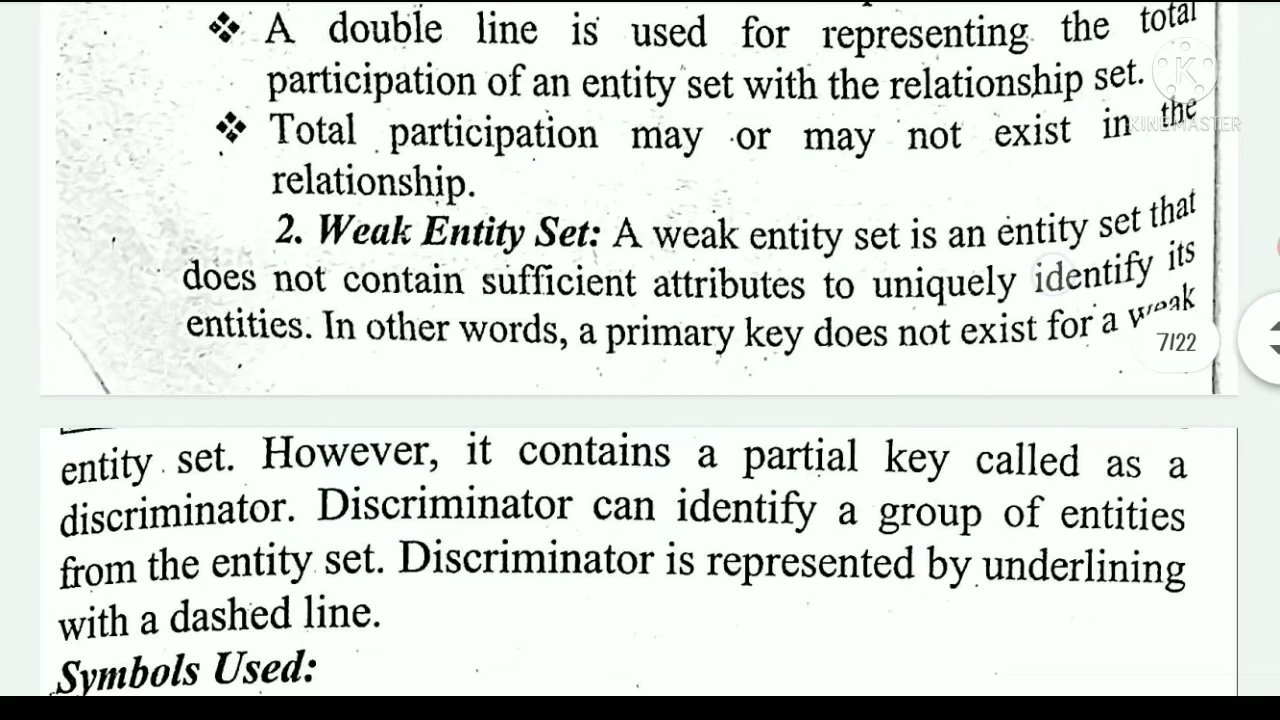 ❖ A double line is used for representing the total
participation of an entity set with the relationship set.
❖ Total participation may or may not exist in the
relationship.
KINEMASTER
2. Weak Entity Set: A weak entity set is an entity set that
does not contain sufficient attributes to uniquely identify its
entities. In other words, a primary key does not exist for a weak
7/22
entity set. However, it contains a partial key called as a
discriminator. Discriminator can identify a group of entities
from the entity set. Discriminator is represented by underlining
with a dashed line.
Symbols Used: